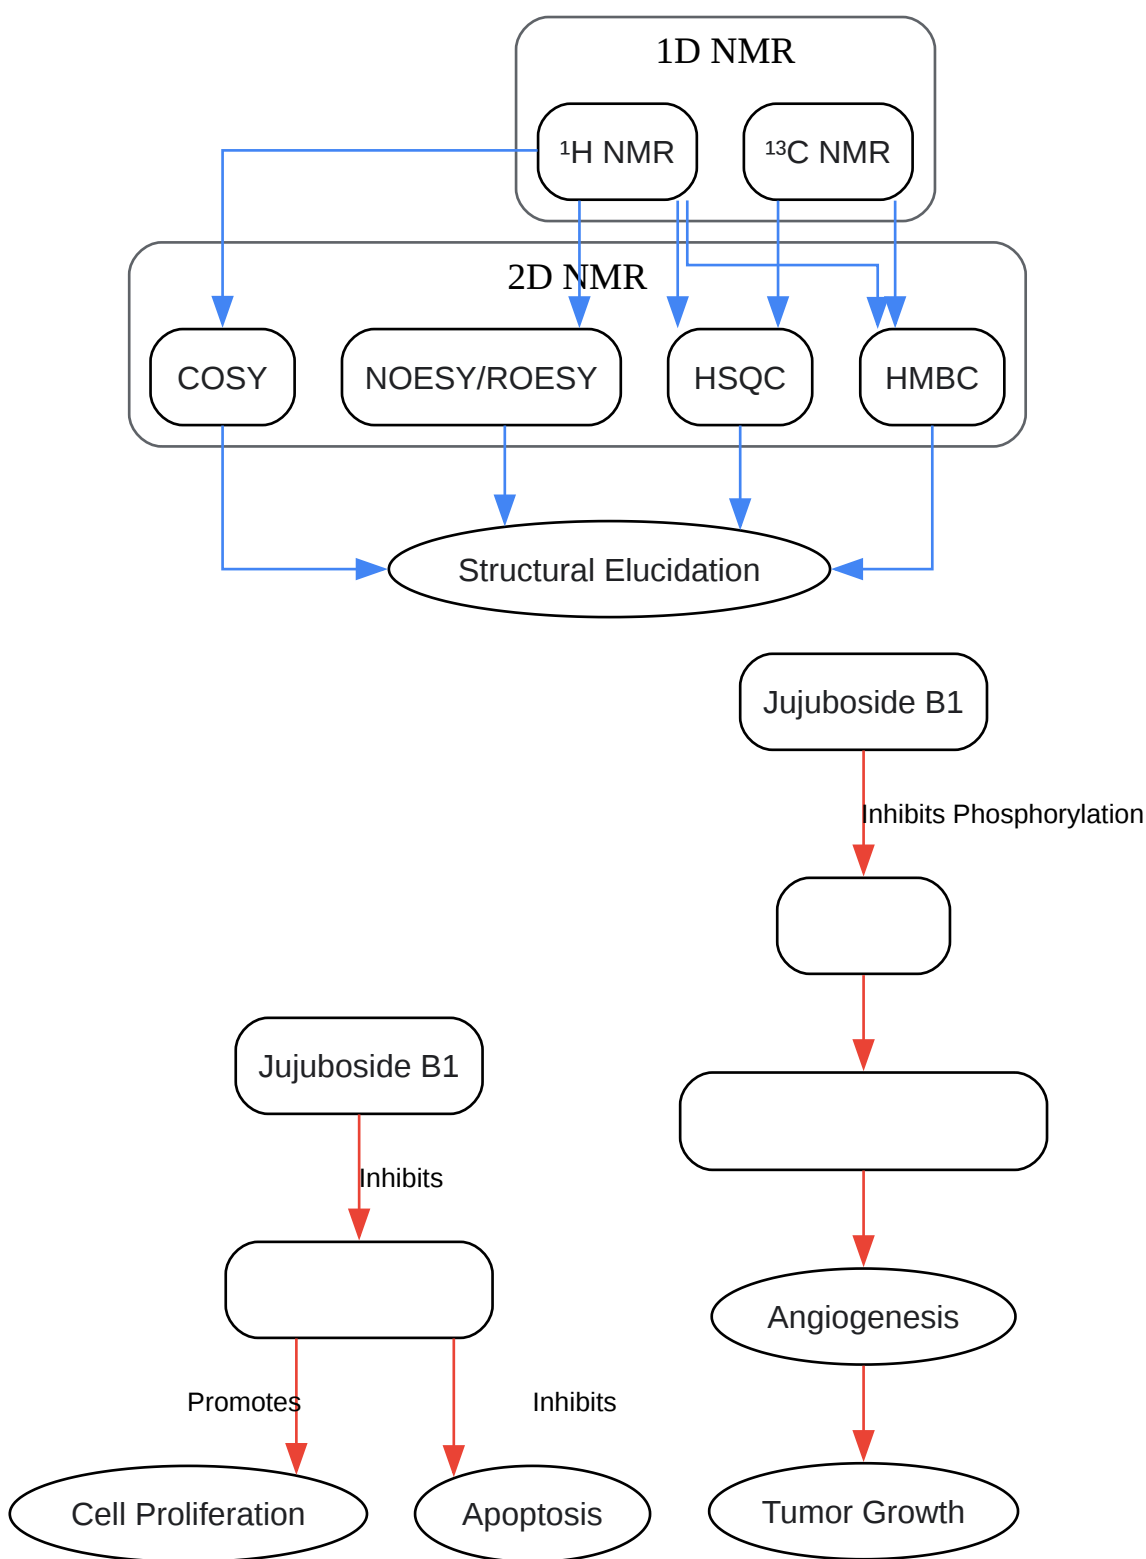 1D NMR
¹H NMR
¹³C NMR
2D NMR
COSY
NOESY/ROESY
HSQC
HMBC
Structural Elucidation
Jujuboside B1
Inhibits Phosphorylation
Jujuboside B1
Inhibits
Angiogenesis
Promotes
Inhibits
Cell Proliferation
Apoptosis
Tumor Growth